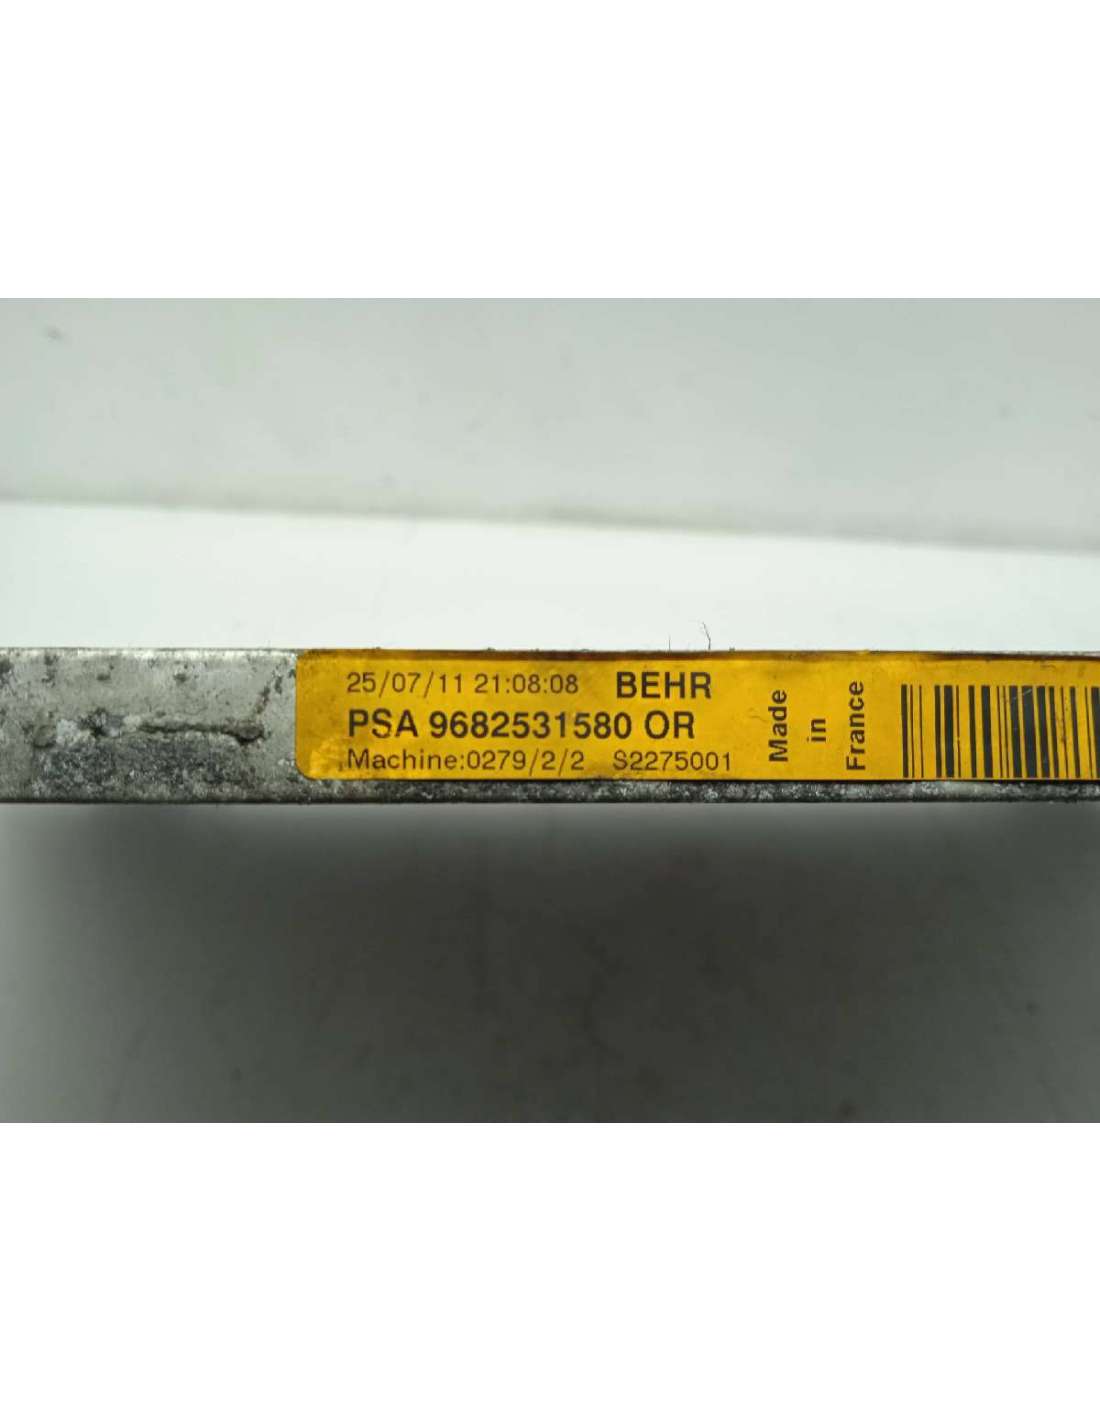 25/07/11 21:08:08 BEHR
PSA 9682531580 OR
Machine:0279/2/2 S2275001
Made
in
France